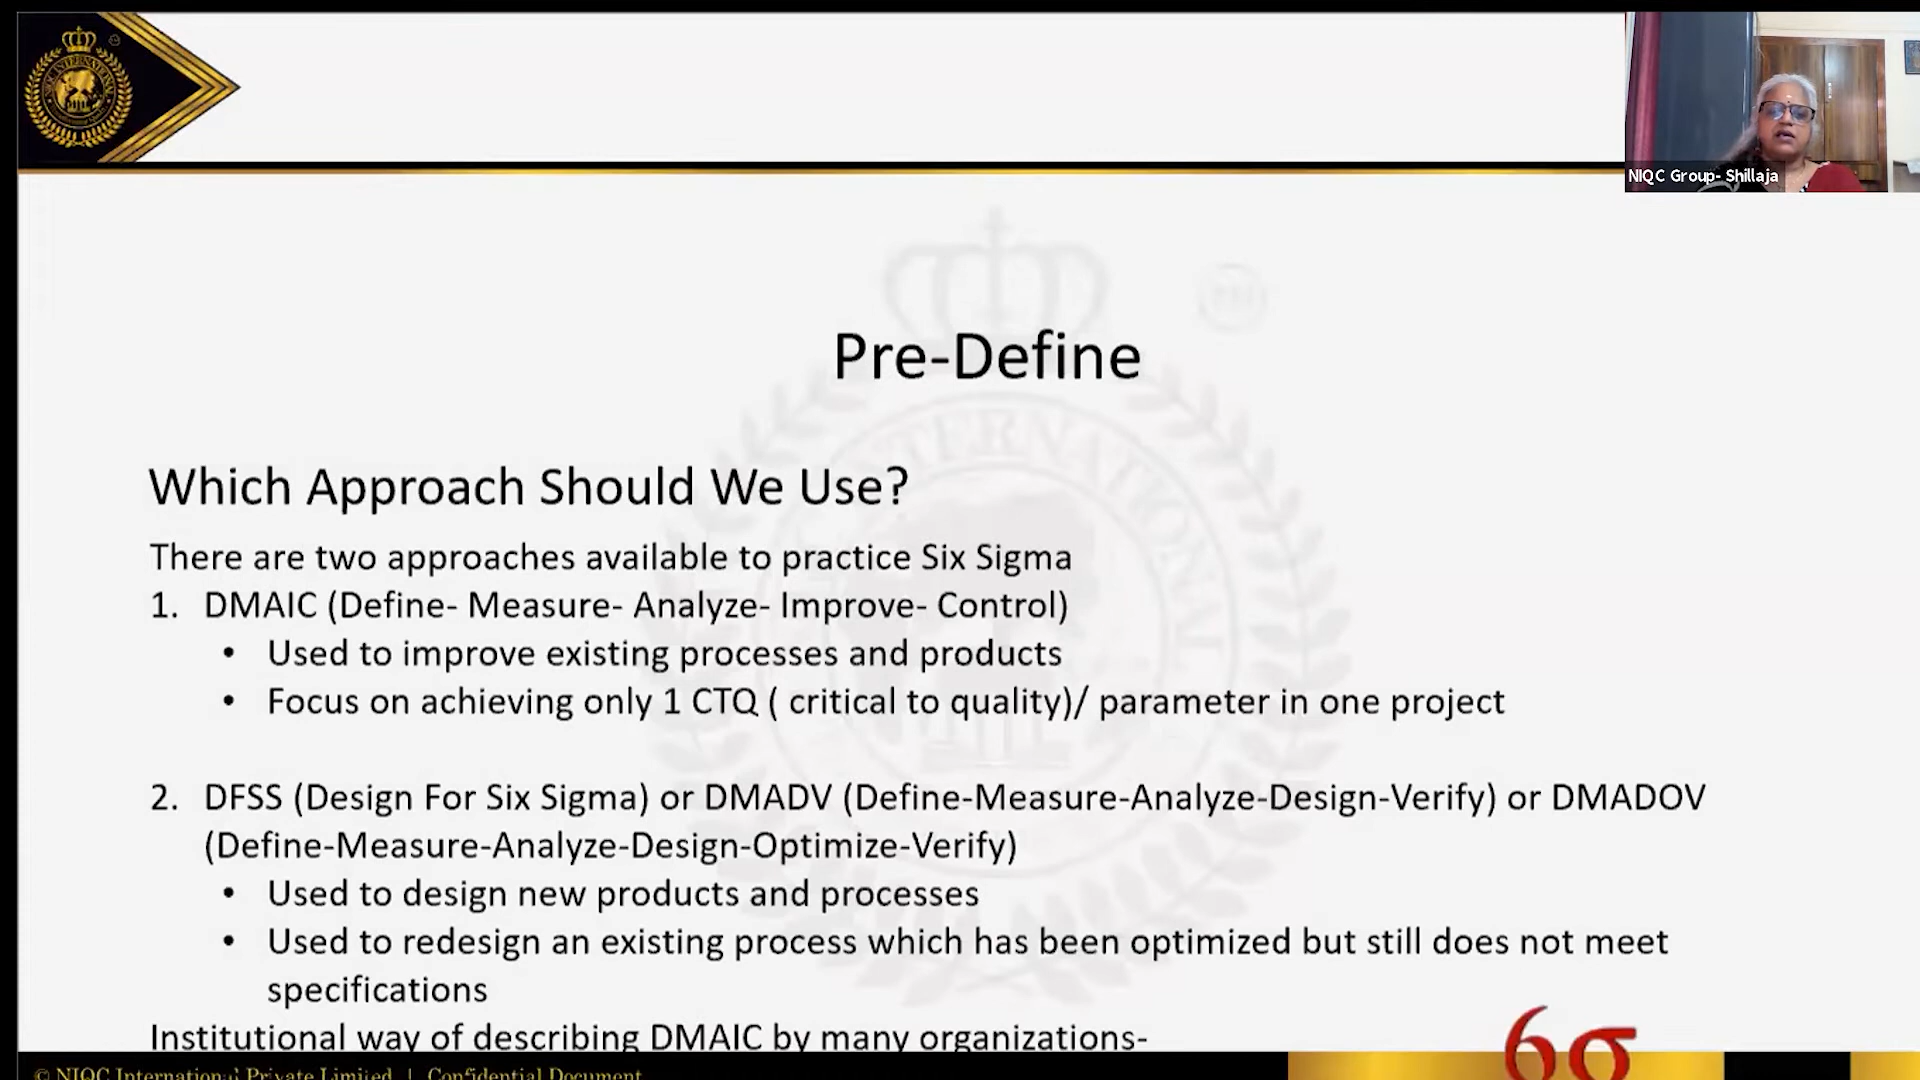 NIQC Group- Shillaja
Pre-Define
INTERNATIONAL
Which Approach Should We Use?
There are two approaches available to practice Six Sigma
1. DMAIC (Define- Measure- Analyze- Improve- Control)
• Used to improve existing processes and products
• Focus on achieving only 1 CTQ ( critical to quality)/ parameter in one project
2. DFSS (Design For Six Sigma) or DMADV (Define-Measure-Analyze-Design-Verify) or DMADOV
(Define-Measure-Analyze-Design-Optimize-Verify)
• Used to design new products and processes
• Used to redesign an existing process which has been optimized but still does not meet
specifications
Institutional way of describing DMAIC by many organizations-
6σ
© NIQC International Private Limited | Confidential Document